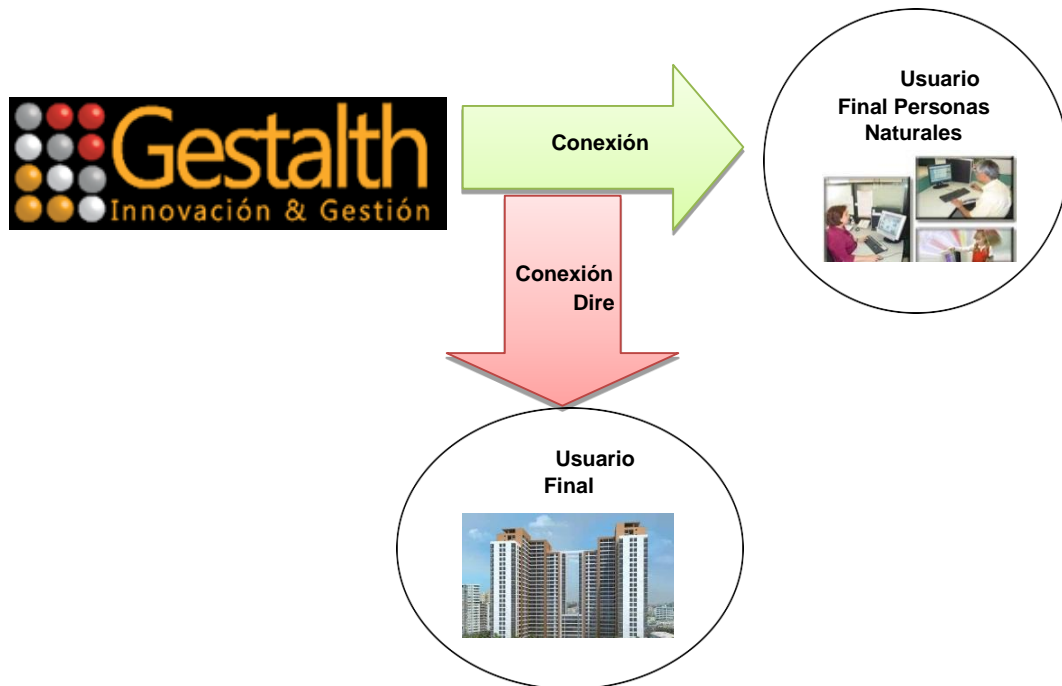 Gestalth
Innovación & Gestión
Conexión
Usuario
Final Personas
Naturales
Conexión
Dire
Usuario
Final